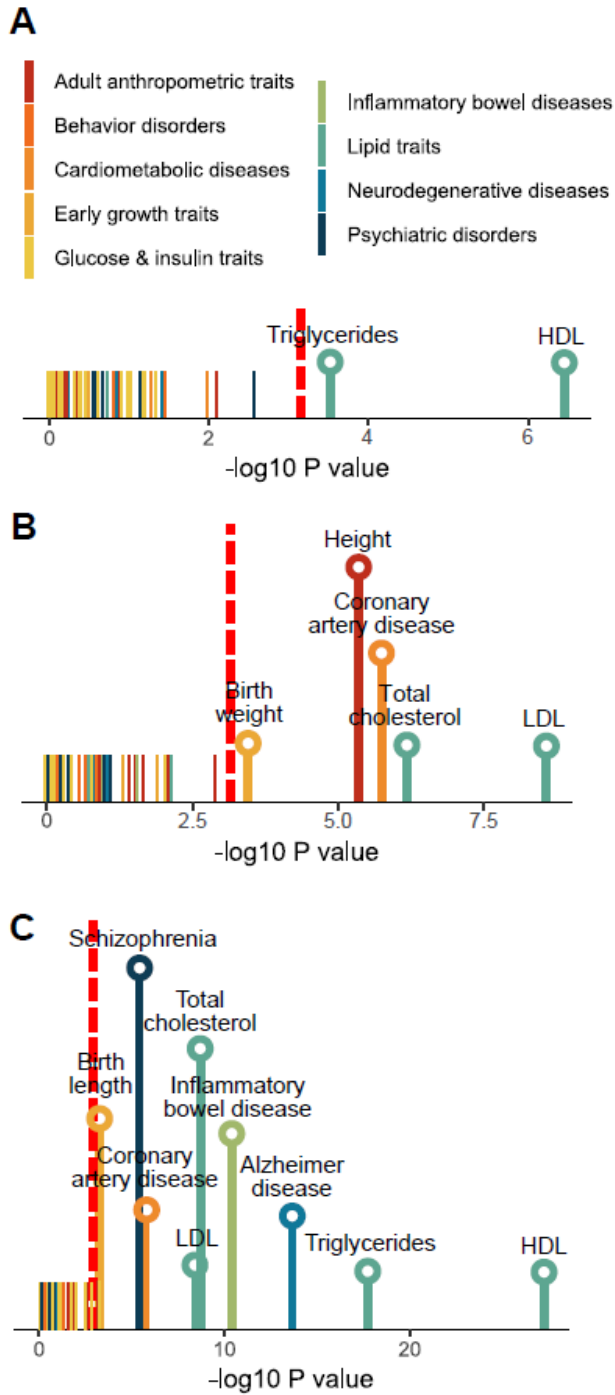 A
Adult anthropometric traits
Behavior disorders
Cardiometabolic diseases
Early growth traits
Glucose & insulin traits
Inflammatory bowel diseases
Lipid traits
Neurodegenerative diseases
Psychiatric disorders
Triglycerides
HDL
0 2 4 6
-log10 P value
B
Height
Coronary
artery disease
Birth
weight
Total
cholesterol
LDL
0 2.5 5.0 7.5
-log10 P value
C
Schizophrenia
Total
cholesterol
Birth
length
Inflammatory
bowel disease
Coronary
artery disease
Alzheimer
disease
LDL
Triglycerides
HDL
0 10 20
-log10 P value